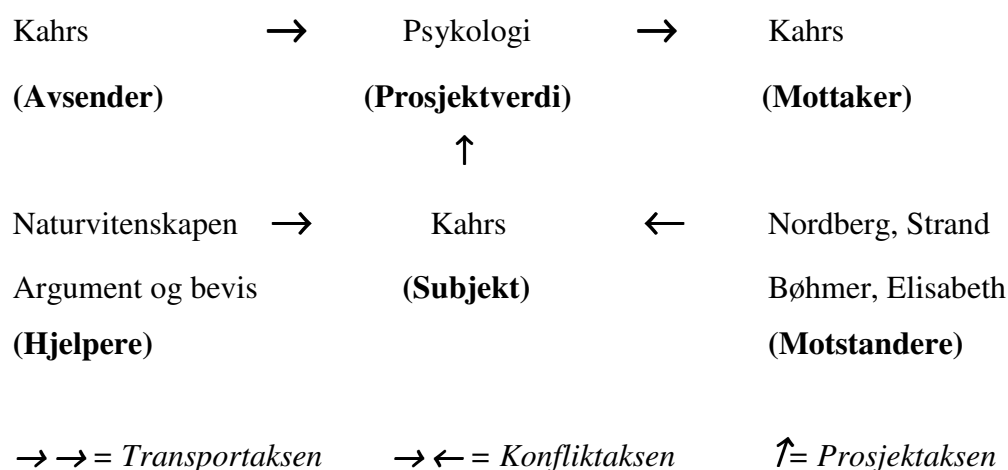 Kahrs → Psykologi → Kahrs
(Avsender) (Prosjektverdi) (Mottaker)
↑
Naturvitenskapen → Kahrs ← Nordberg, Strand
Argument og bevis (Subjekt) Bøhmer, Elisabeth
(Hjelpere) (Motstandere)
→ → = Transportaksen → ← = Konfliktaksen ↑= Prosjektaksen